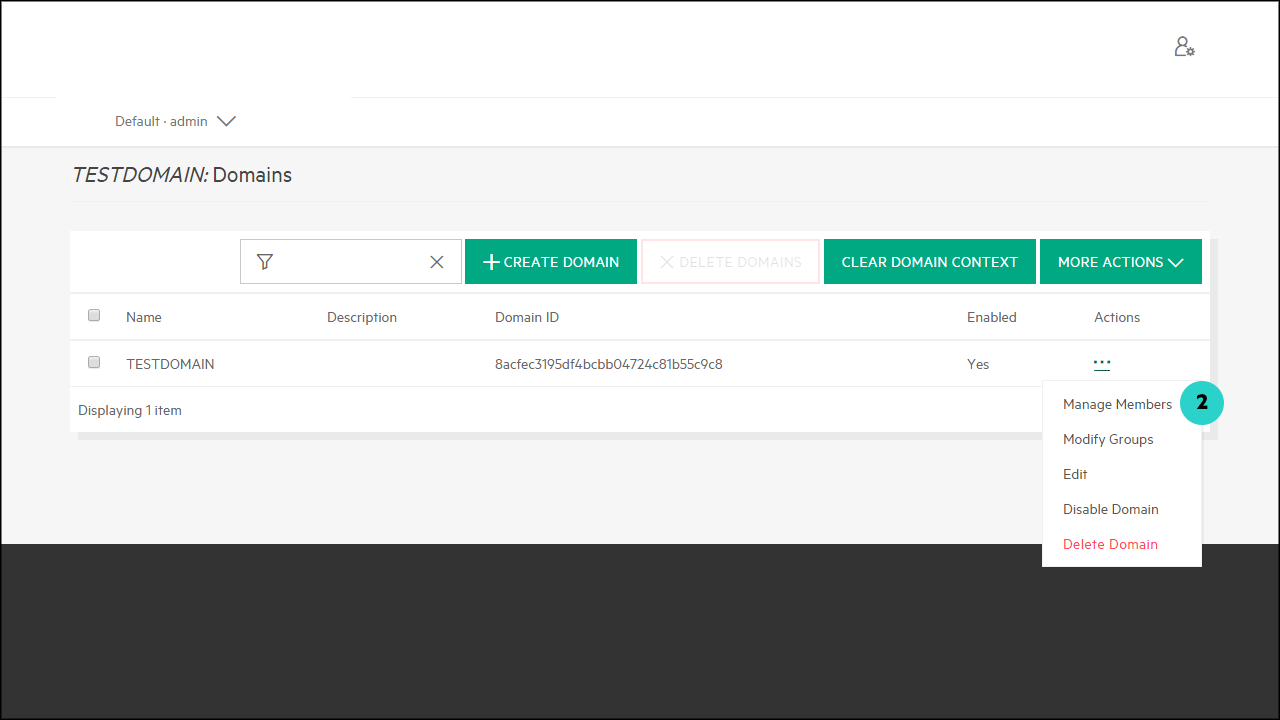 Default · admin
TESTDOMAIN: Domains
CREATE DOMAIN DELETE DOMAINS CLEAR DOMAIN CONTEXT MORE ACTIONS
Name Description Domain ID Enabled Actions
TESTDOMAIN 8acfec3195df4bcbb04724c81b55c9c8 Yes ...
Displaying 1 item
Manage Members 2
Modify Groups
Edit
Disable Domain
Delete Domain